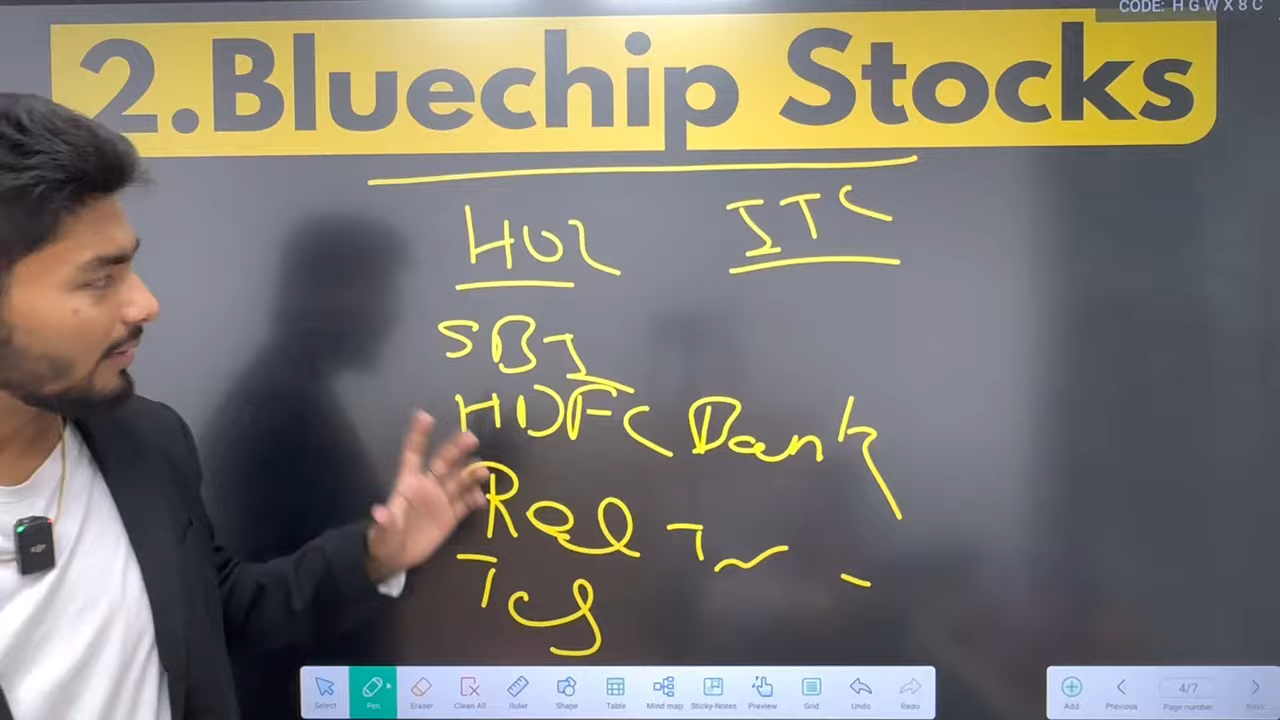 CODE: H G W X 8 C
2.Bluechip Stocks
HUL ITC
SBI
HDFC Bank
Rel
TCS
Select
Pen
Eraser
Clean All
Ruler
Shape
Table
Mind map
Sticky-Notes
Preview
Grid
Undo
Redo
Add
Previous
4/7
Page number
Next